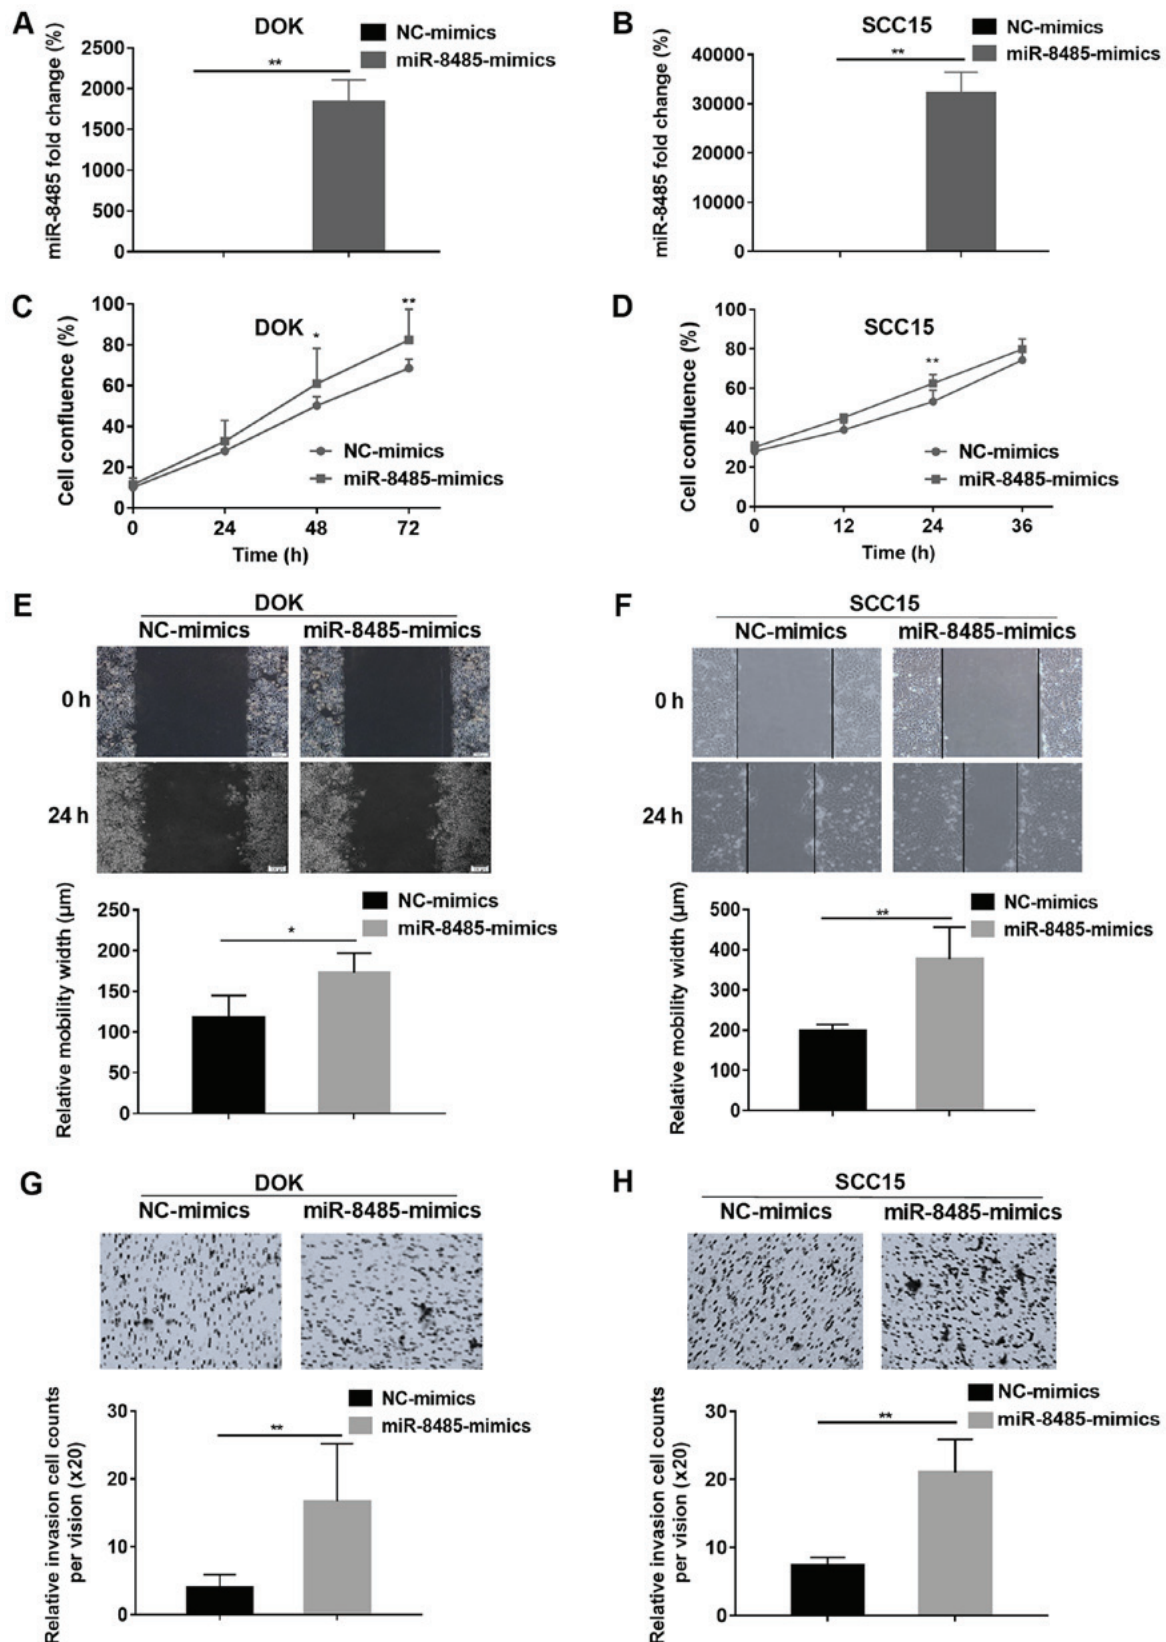 A
DOK
NC-mimics
miR-8485-mimics
miR-8485 fold change (%)
2500
2000
1500
1000
500
0
**
B
SCC15
NC-mimics
miR-8485-mimics
miR-8485 fold change (%)
40000
30000
20000
10000
0
**
C
DOK
Cell confluence (%)
100
80
60
40
20
0
*
**
NC-mimics
miR-8485-mimics
0 24 48 72
Time (h)
D
SCC15
Cell confluence (%)
100
80
60
40
20
0
**
NC-mimics
miR-8485-mimics
0 12 24 36
Time (h)
E
DOK
NC-mimics miR-8485-mimics
0 h
24 h
NC-mimics
miR-8485-mimics
Relative mobility width (μm)
250
200
150
100
50
0
*
F
SCC15
NC-mimics miR-8485-mimics
0 h
24 h
NC-mimics
miR-8485-mimics
Relative mobility width (μm)
500
400
300
200
100
0
**
G
DOK
NC-mimics miR-8485-mimics
NC-mimics
miR-8485-mimics
Relative invasion cell counts
per vision (x20)
30
20
10
0
**
H
SCC15
NC-mimics miR-8485-mimics
NC-mimics
miR-8485-mimics
Relative invasion cell counts
per vision (x20)
30
20
10
0
**